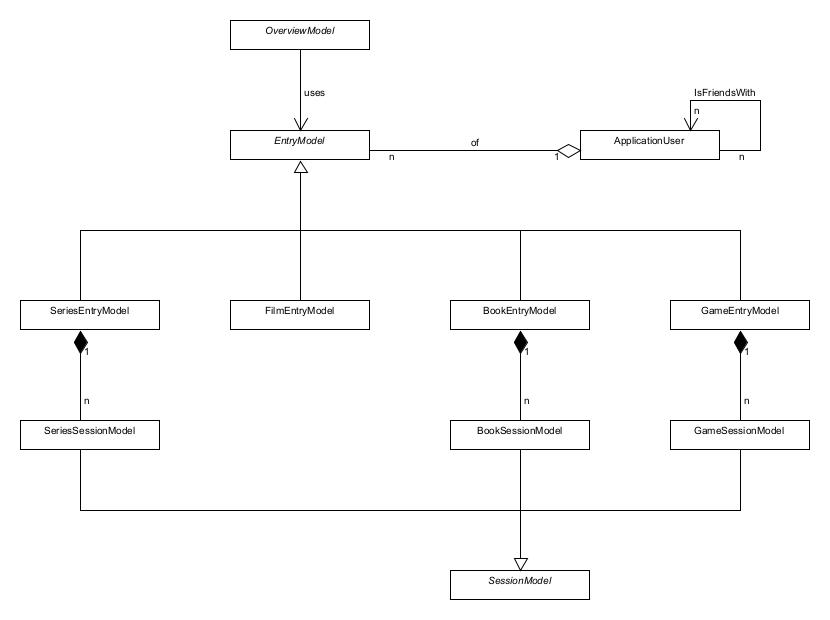 OverviewModel
uses
IsFriendsWith
n
EntryModel
of
ApplicationUser
n
1
n
SeriesEntryModel
FilmEntryModel
BookEntryModel
GameEntryModel
1
1
1
n
n
n
SeriesSessionModel
BookSessionModel
GameSessionModel
SessionModel